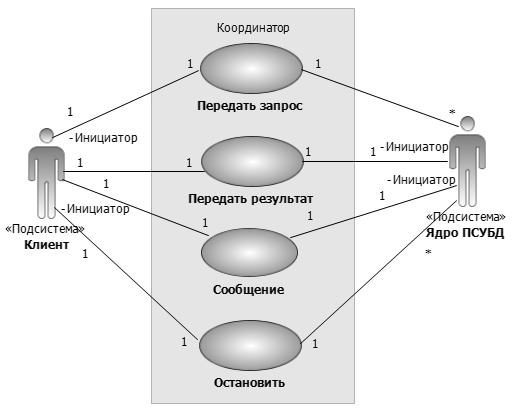 Координатор
1
1
Передать запрос
1
*
-Инициатор
-Инициатор
1
1
1
1
1
-Инициатор
Передать результат
1
-Инициатор
1
1
«Подсистема»
Клиент
«Подсистема»
Ядро ПСУБД
1
*
Сообщение
1
1
Остановить